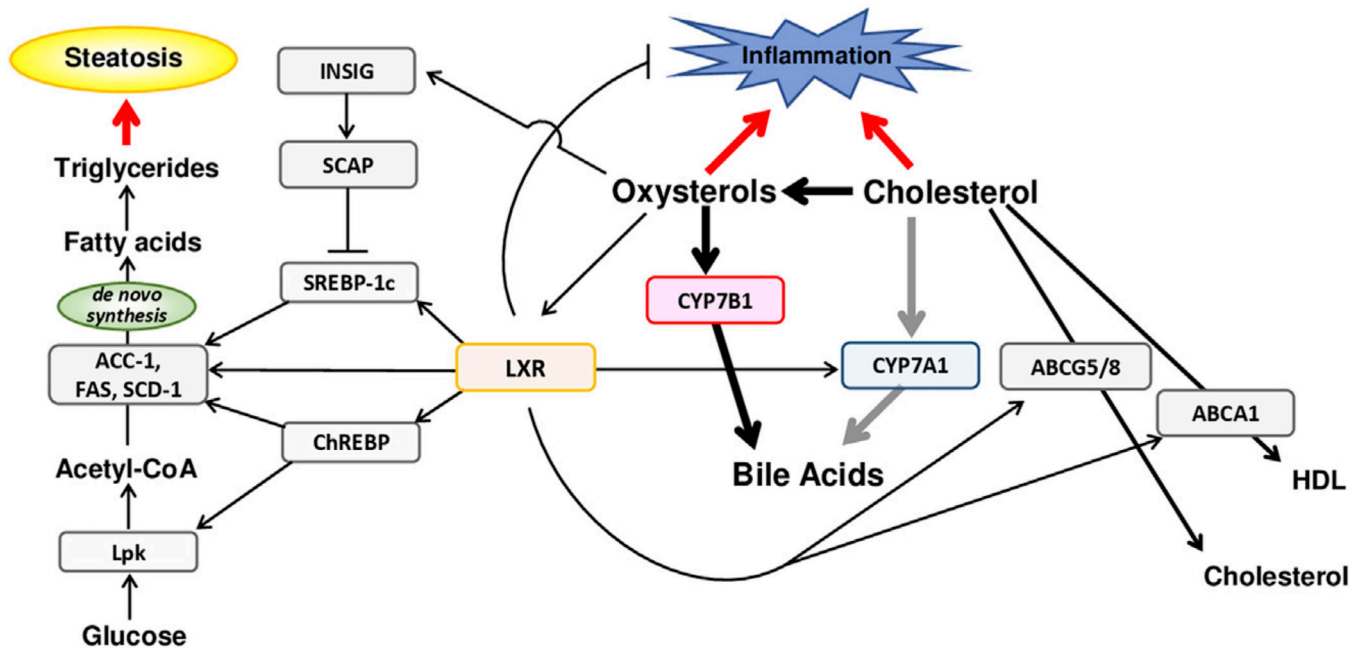 Steatosis
INSIG
Inflammation
Triglycerides
SCAP
Oxysterols
Cholesterol
Fatty acids
de novo
synthesis
SREBP-1c
CYP7B1
ACC-1,
FAS, SCD-1
LXR
CYP7A1
ABCG5/8
ABCA1
ChREBP
Acetyl-CoA
Bile Acids
HDL
Lpk
Cholesterol
Glucose